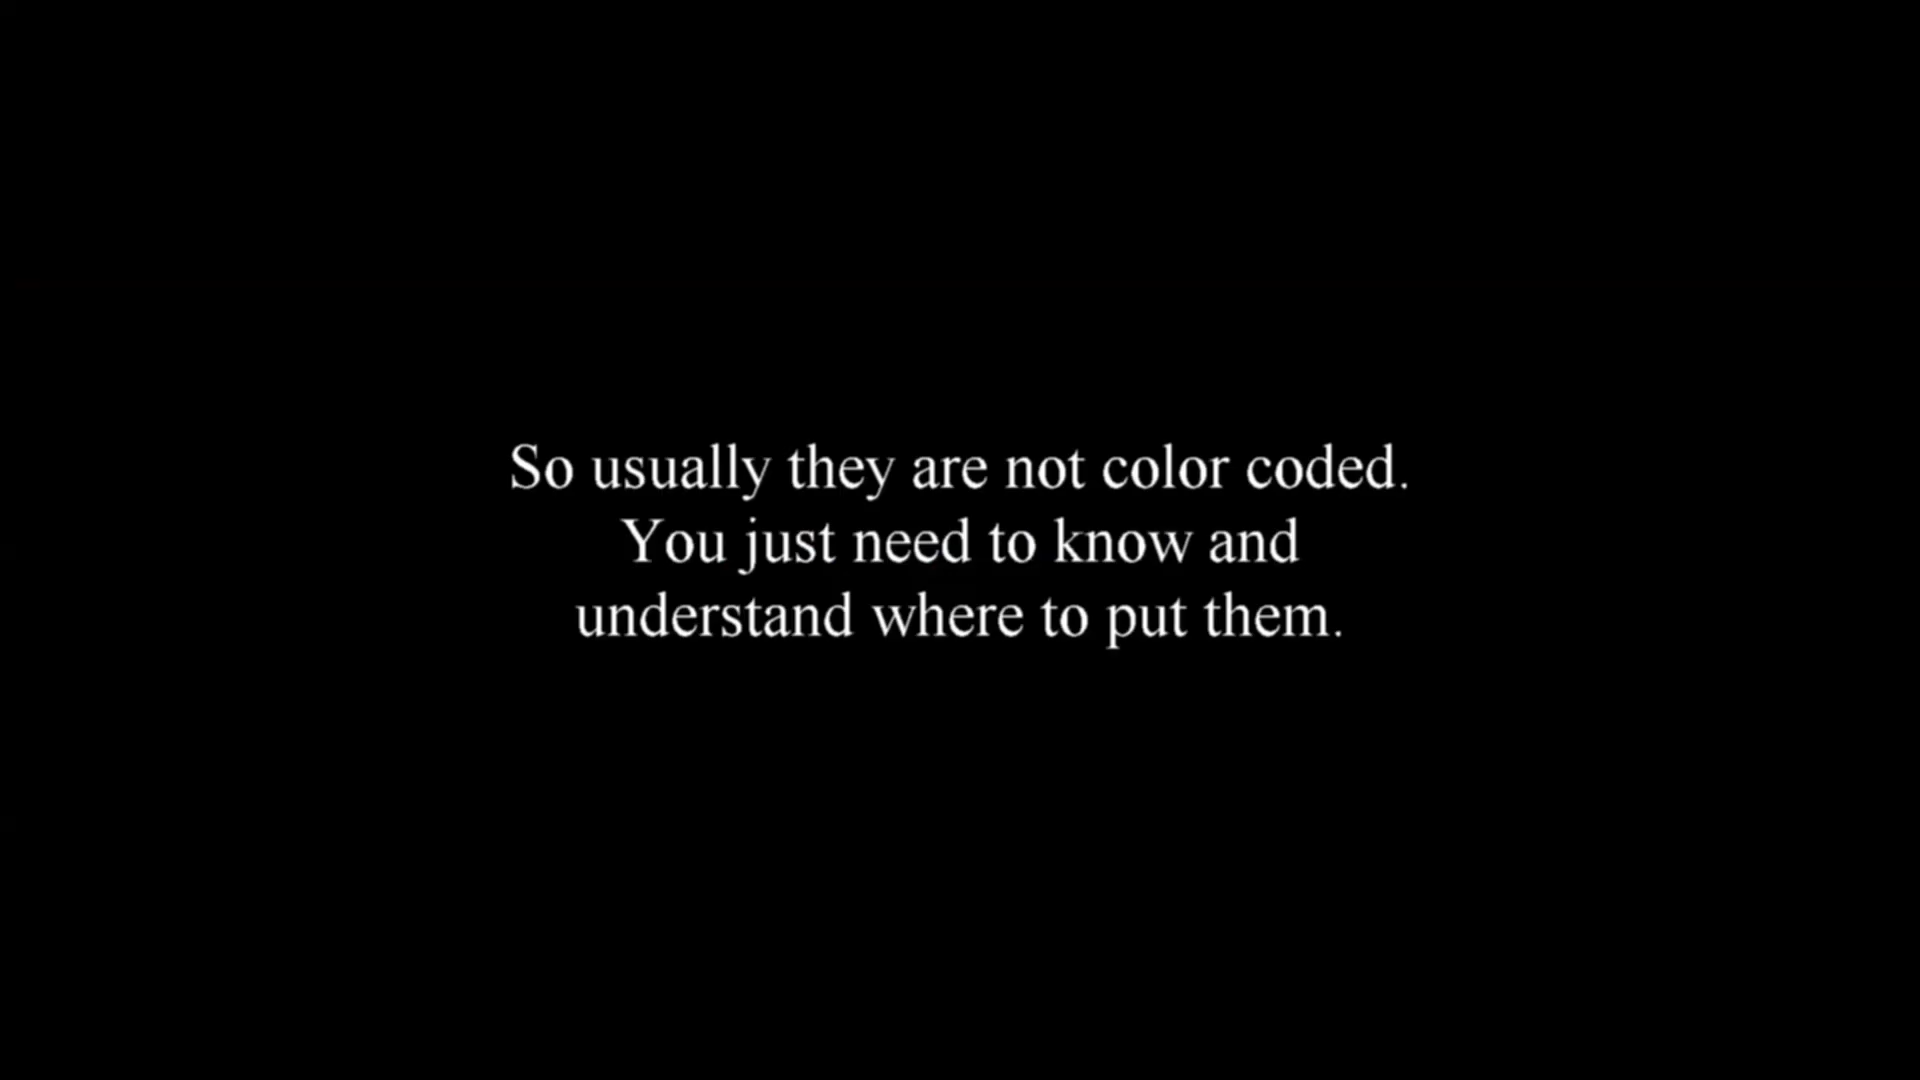 So usually they are not color coded.
You just need to know and
understand where to put them.